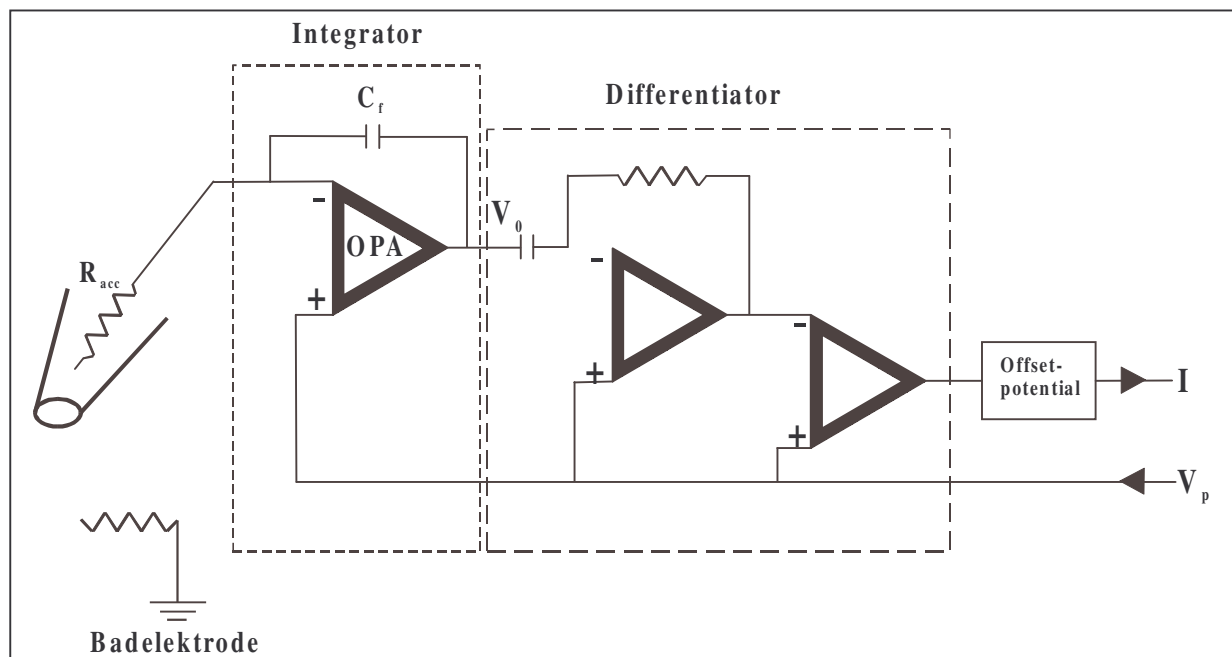 Integrator
C f
Differentiator
-
OPA
+
V 0
R acc
-
+
-
+
Offset-
potential
I
V p
Badelektrode